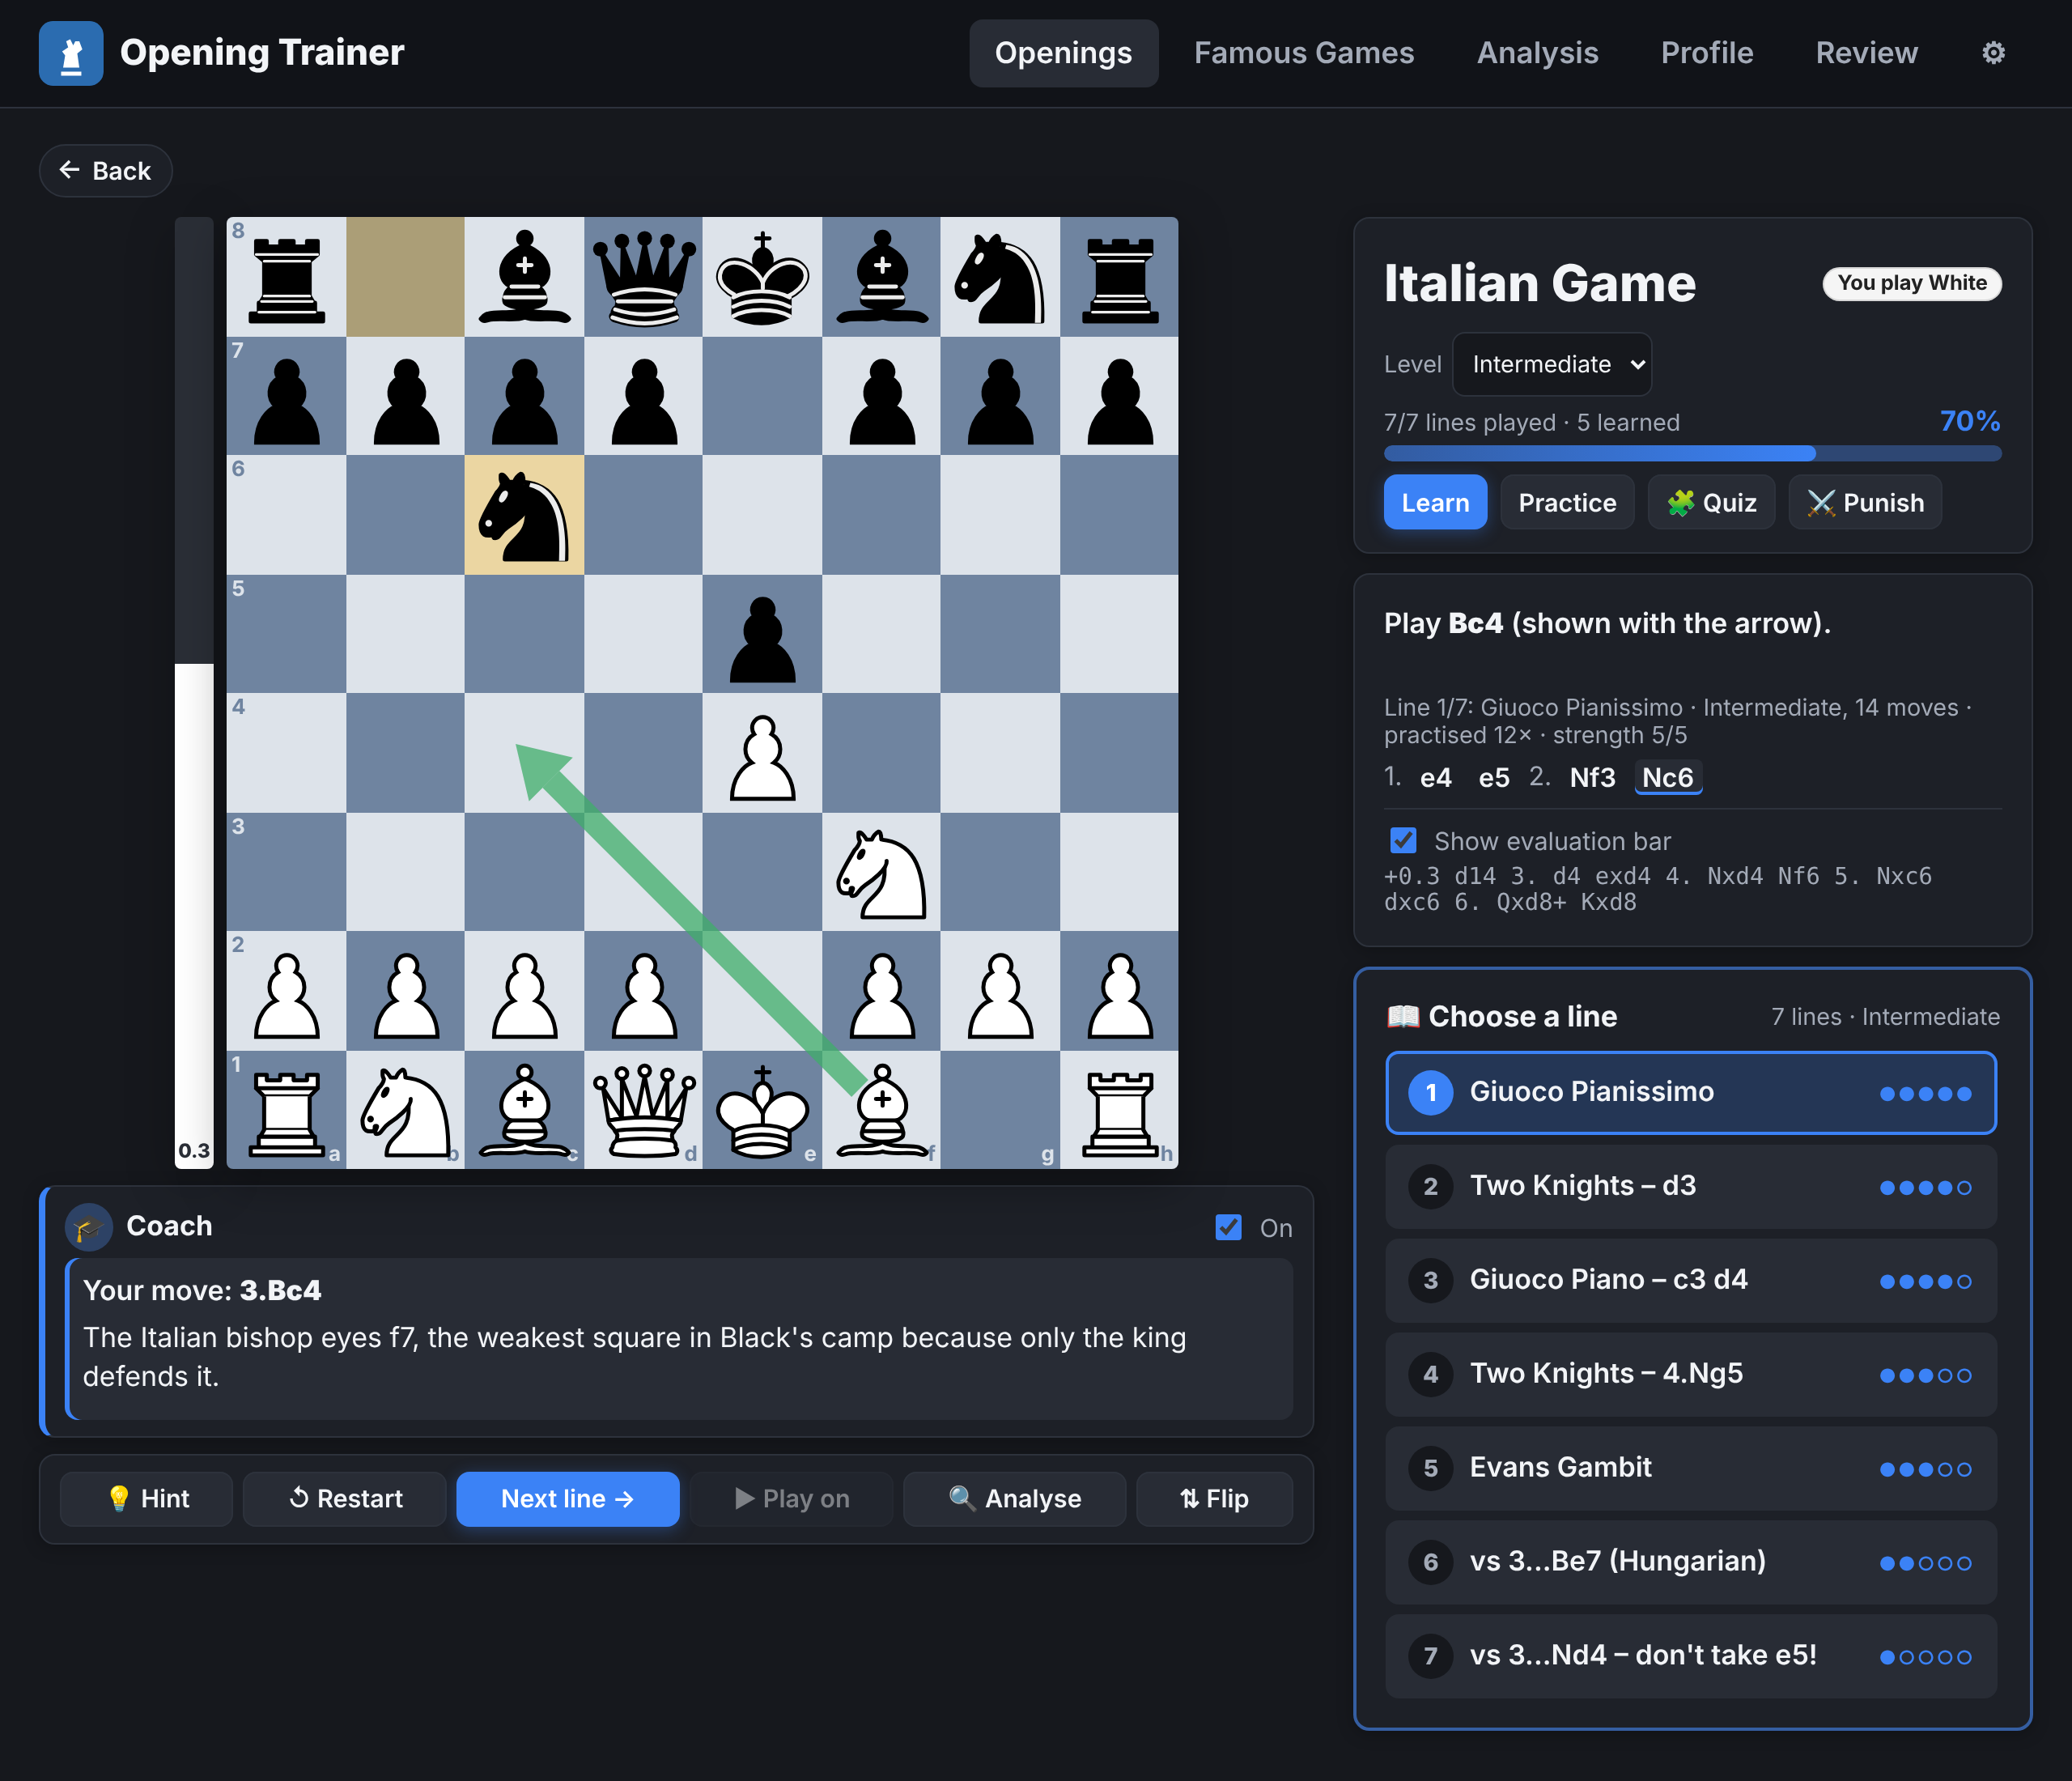 Opening Trainer
Openings
Famous Games
Analysis
Profile
Review
← Back
8
7
6
5
4
3
2
1
a b c d e f g h
0.3
Italian Game
You play White
Level Intermediate
7/7 lines played · 5 learned 70%
Learn
Practice
Quiz
Punish
Play Bc4 (shown with the arrow).
Line 1/7: Giuoco Pianissimo · Intermediate, 14 moves ·
practised 12× · strength 5/5
1. e4 e5 2. Nf3 Nc6
Show evaluation bar
+0.3 d14 3. d4 exd4 4. Nxd4 Nf6 5. Nxc6
dxc6 6. Qxd8+ Kxd8
Choose a line
7 lines · Intermediate
1 Giuoco Pianissimo
2 Two Knights – d3
3 Giuoco Piano – c3 d4
4 Two Knights – 4.Ng5
5 Evans Gambit
6 vs 3...Be7 (Hungarian)
7 vs 3...Nd4 – don't take e5!
Coach
On
Your move: 3.Bc4
The Italian bishop eyes f7, the weakest square in Black's camp because only the king
defends it.
Hint
Restart
Next line →
Play on
Analyse
Flip